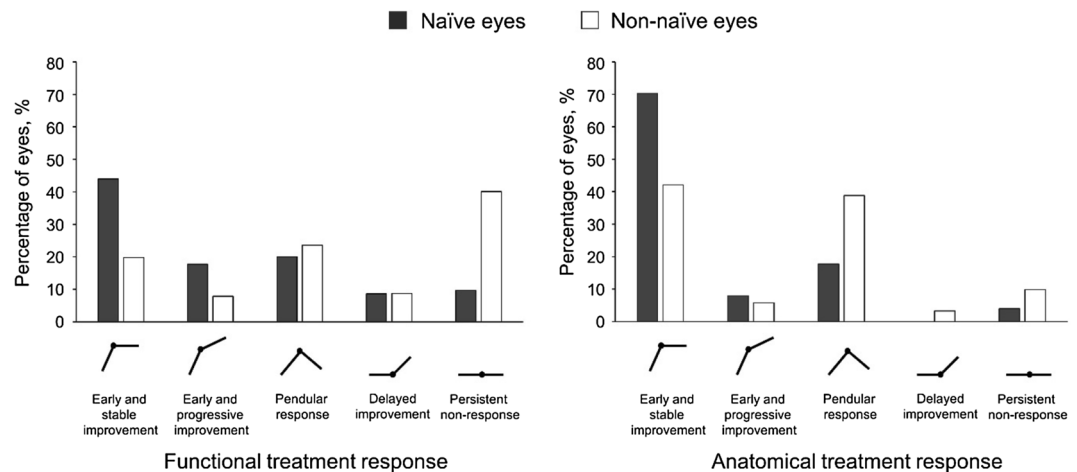 Naïve eyes
Non-naïve eyes
Percentage of eyes, %
80
70
60
50
40
30
20
10
0
Early and
stable
improvement
Early and
progressive
improvement
Pendular
response
Delayed
improvement
Persistent
non-response
Functional treatment response
Percentage of eyes, %
80
70
60
50
40
30
20
10
0
Early and
stable
improvement
Early and
progressive
improvement
Pendular
response
Delayed
improvement
Persistent
non-response
Anatomical treatment response